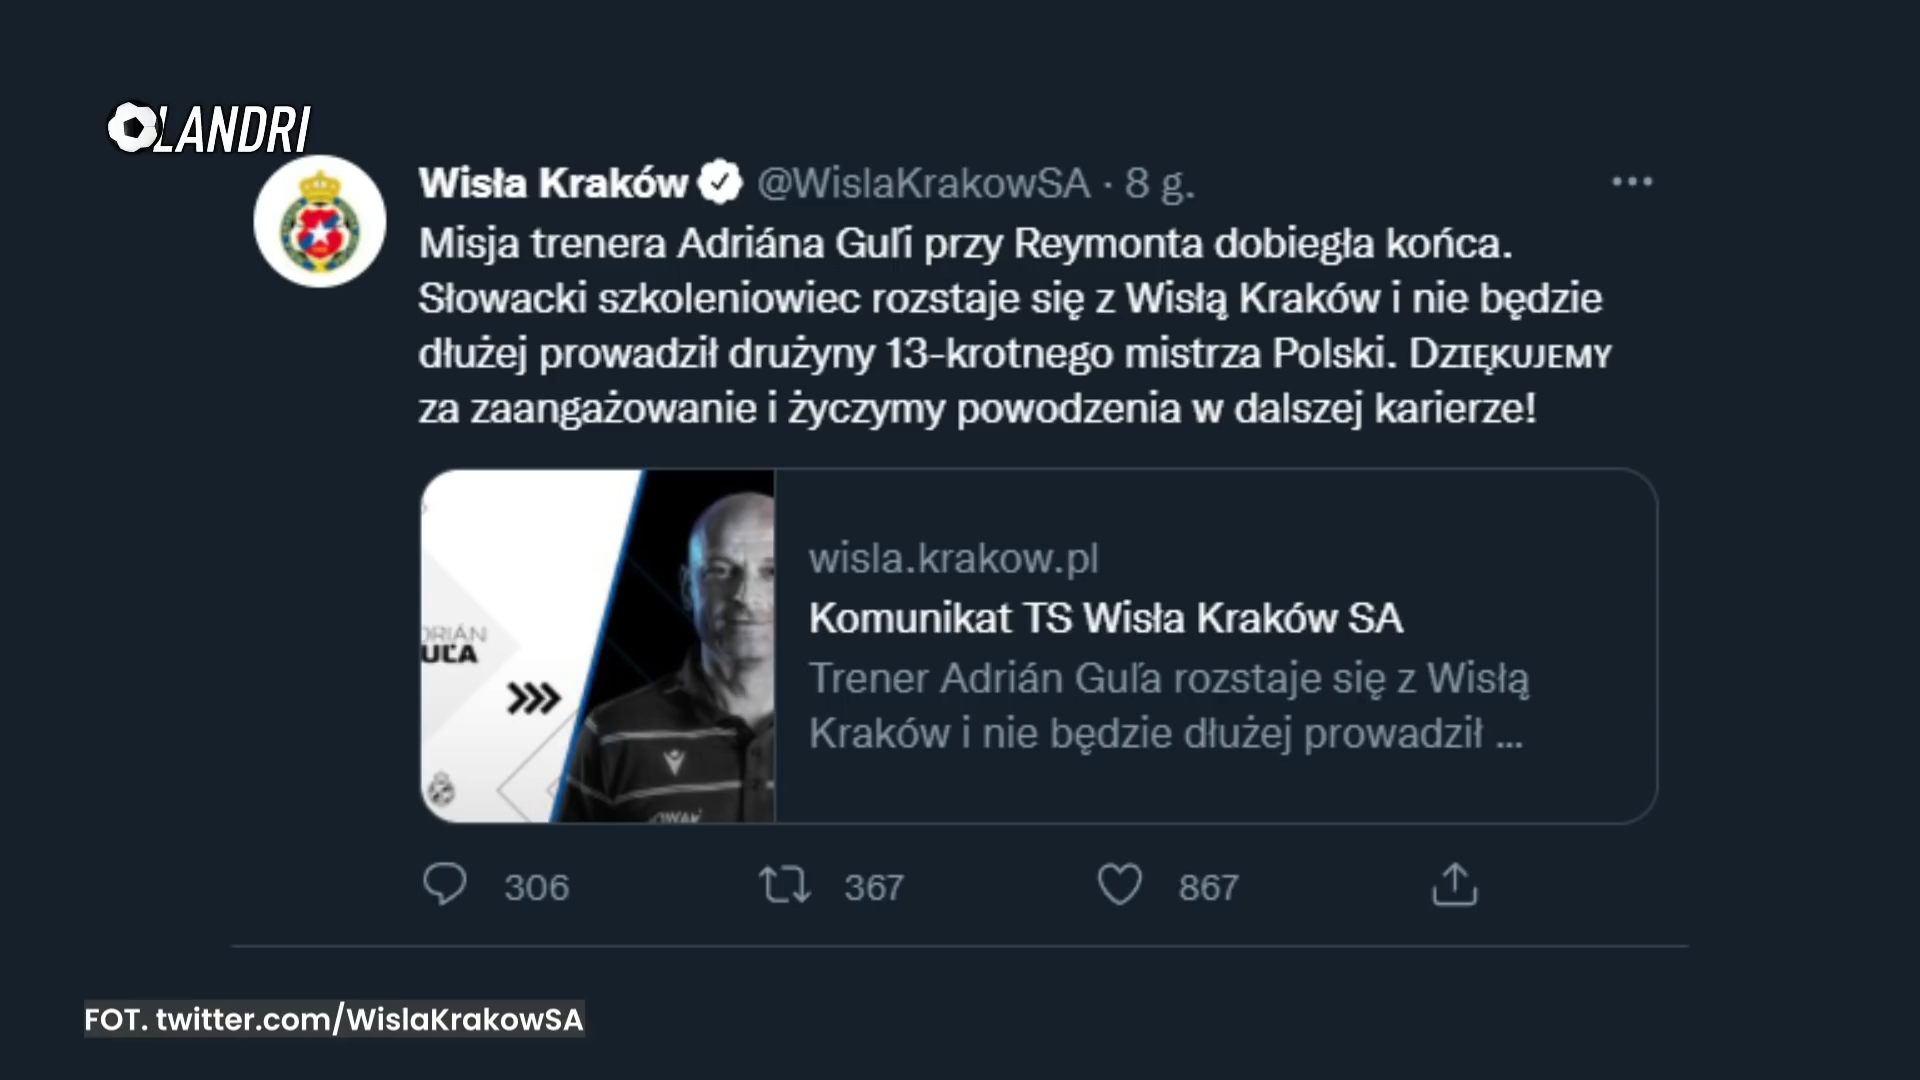 LANDRI
Wisła Kraków @WislaKrakowSA · 8 g.
Misja trenera Adriána Guľi przy Reymonta dobiegła końca.
Słowacki szkoleniowiec rozstaje się z Wisłą Kraków i nie będzie
dłużej prowadził drużyny 13-krotnego mistrza Polski. Dᴢɪęᴋᴜᴊᴇᴍʏ
za zaangażowanie i życzymy powodzenia w dalszej karierze!
DRIÁN
UĽA
wisla.krakow.pl
Komunikat TS Wisła Kraków SA
Trener Adrián Guľa rozstaje się z Wisłą
Kraków i nie będzie dłużej prowadził ...
306 367 867
FOT. twitter.com/WislaKrakowSA